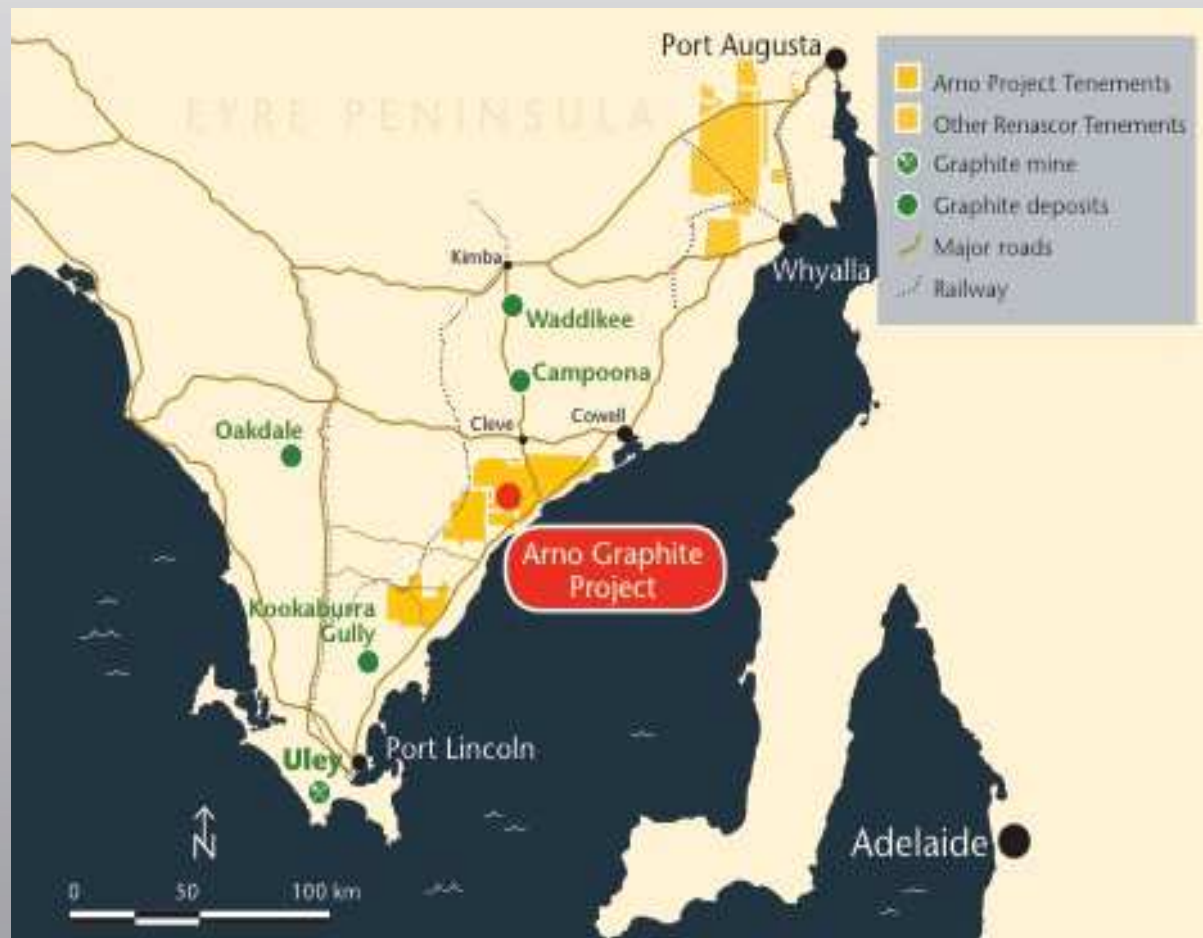 Port Augusta
EYRE PENINSULA
Arno Project Tenements
Other Renascor Tenements
Graphite mine
Graphite deposits
Major roads
Railway
Kimba
Whyalla
Waddikee
Campoona
Cleve
Cowell
Oakdale
Arno Graphite
Project
Kookaburra
Gully
Uley
Port Lincoln
N
Adelaide
0 50 100 km